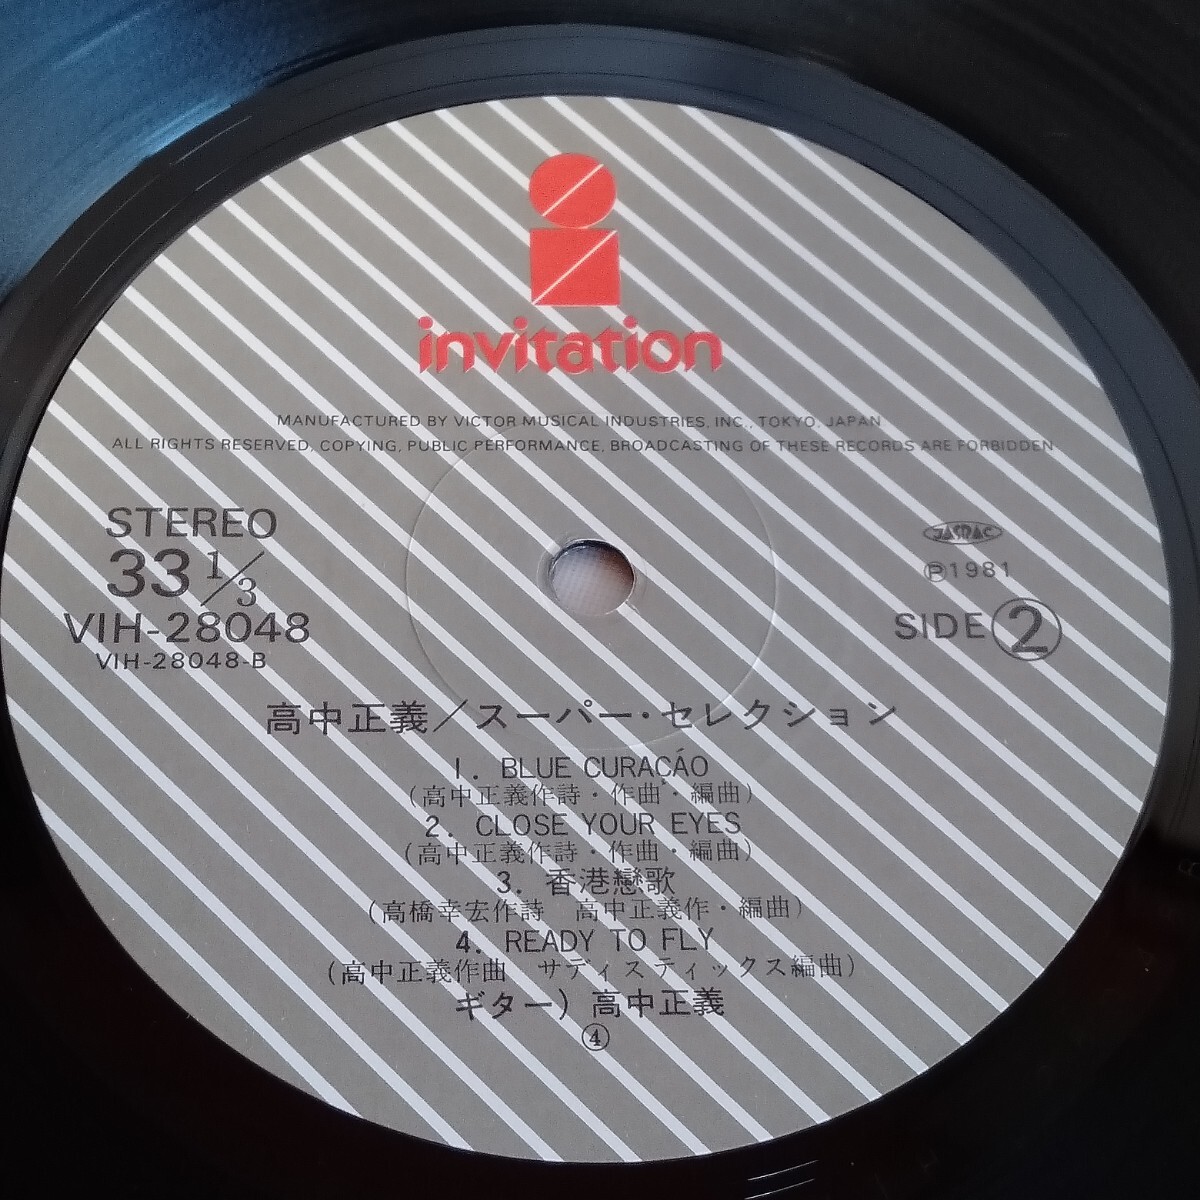 invitation
MANUFACTURED BY VICTOR MUSICAL INDUSTRIES, INC., TOKYO, JAPAN
ALL RIGHTS RESERVED, COPYING, PUBLIC PERFORMANCE, BROADCASTING OF THESE RECORDS ARE FORBIDDEN
STEREO
33 1/3
VIH-28048
VIH-28048-B
JASRAC
Ⓟ1981
SIDE ②
高中正義/スーパー・セレクション
1. BLUE CURAÇÁO
(高中正義作詩・作曲・編曲)
2. CLOSE YOUR EYES
(高中正義作詩・作曲・編曲)
3. 香港戀歌
(高橋幸宏作詩 高中正義作・編曲)
4. READY TO FLY
(高中正義作曲 サディスティックス編曲)
ギター) 高中正義
④